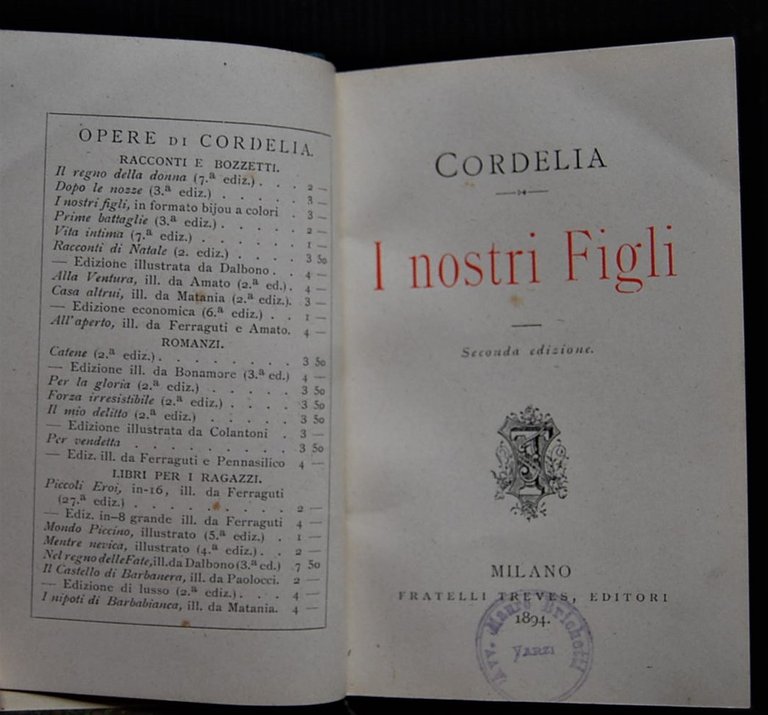 OPERE DI CORDELIA.
RACCONTI E BOZZETTI.
Il regno della donna (7.ª ediz.) . . . 2 —
Dopo le nozze (3.ª ediz.) . . . . . 3 —
I nostri figli, in formato bijou a colori . 3 —
Prime battaglie (3.ª ediz.) . . . . . 2 —
Vita intima (7.ª ediz.) . . . . . . 1 —
Racconti di Natale (2. ediz.) . . . . 3 50
— Edizione illustrata da Dalbono . . 4 —
Alla Ventura, ill. da Amato (2.ª ed.). 4 —
Casa altrui, ill. da Matania (2.ª ediz.). 3 —
— Edizione economica (6.ª ediz.) . . 1 —
All'aperto, ill. da Ferraguti e Amato. 4 —
ROMANZI.
Catene (2.ª ediz.) . . . . . . . . 3 50
— Edizione ill. da Bonamore (3.ª ed.) 4 —
Per la gloria (2.ª ediz.) . . . . . 3 50
Forza irresistibile (2.ª ediz.) . . . . 3 50
Il mio delitto (2.ª ediz.) . . . . . 3 50
— Edizione illustrata da Colantoni . 3 —
Per vendetta . . . . . . . . . 3 50
— Ediz. ill. da Ferraguti e Pennasilico 4 —
LIBRI PER I RAGAZZI.
Piccoli Eroi, in-16, ill. da Ferraguti
(27.ª ediz.) . . . . . . . . . 2 —
— Ediz. in-8 grande ill. da Ferraguti 4 —
Mondo Piccino, illustrato (5.ª ediz.) . 1 —
Mentre nevica, illustrato (4.ª ediz.) . . 2 —
Nel regno delle Fate, ill. da Dalbono (3.ª ed.) 7 50
Il Castello di Barbanera, ill. da Paolocci. 2 —
— Edizione di lusso (2.ª ediz.) . . . 4 —
I nipoti di Barbabianca, ill. da Matania. 4 —
CORDELIA
I nostri Figli
Seconda edizione.
MILANO
FRATELLI TREVES, EDITORI
1894.
Avv. Mauro Brichetti
VARZI